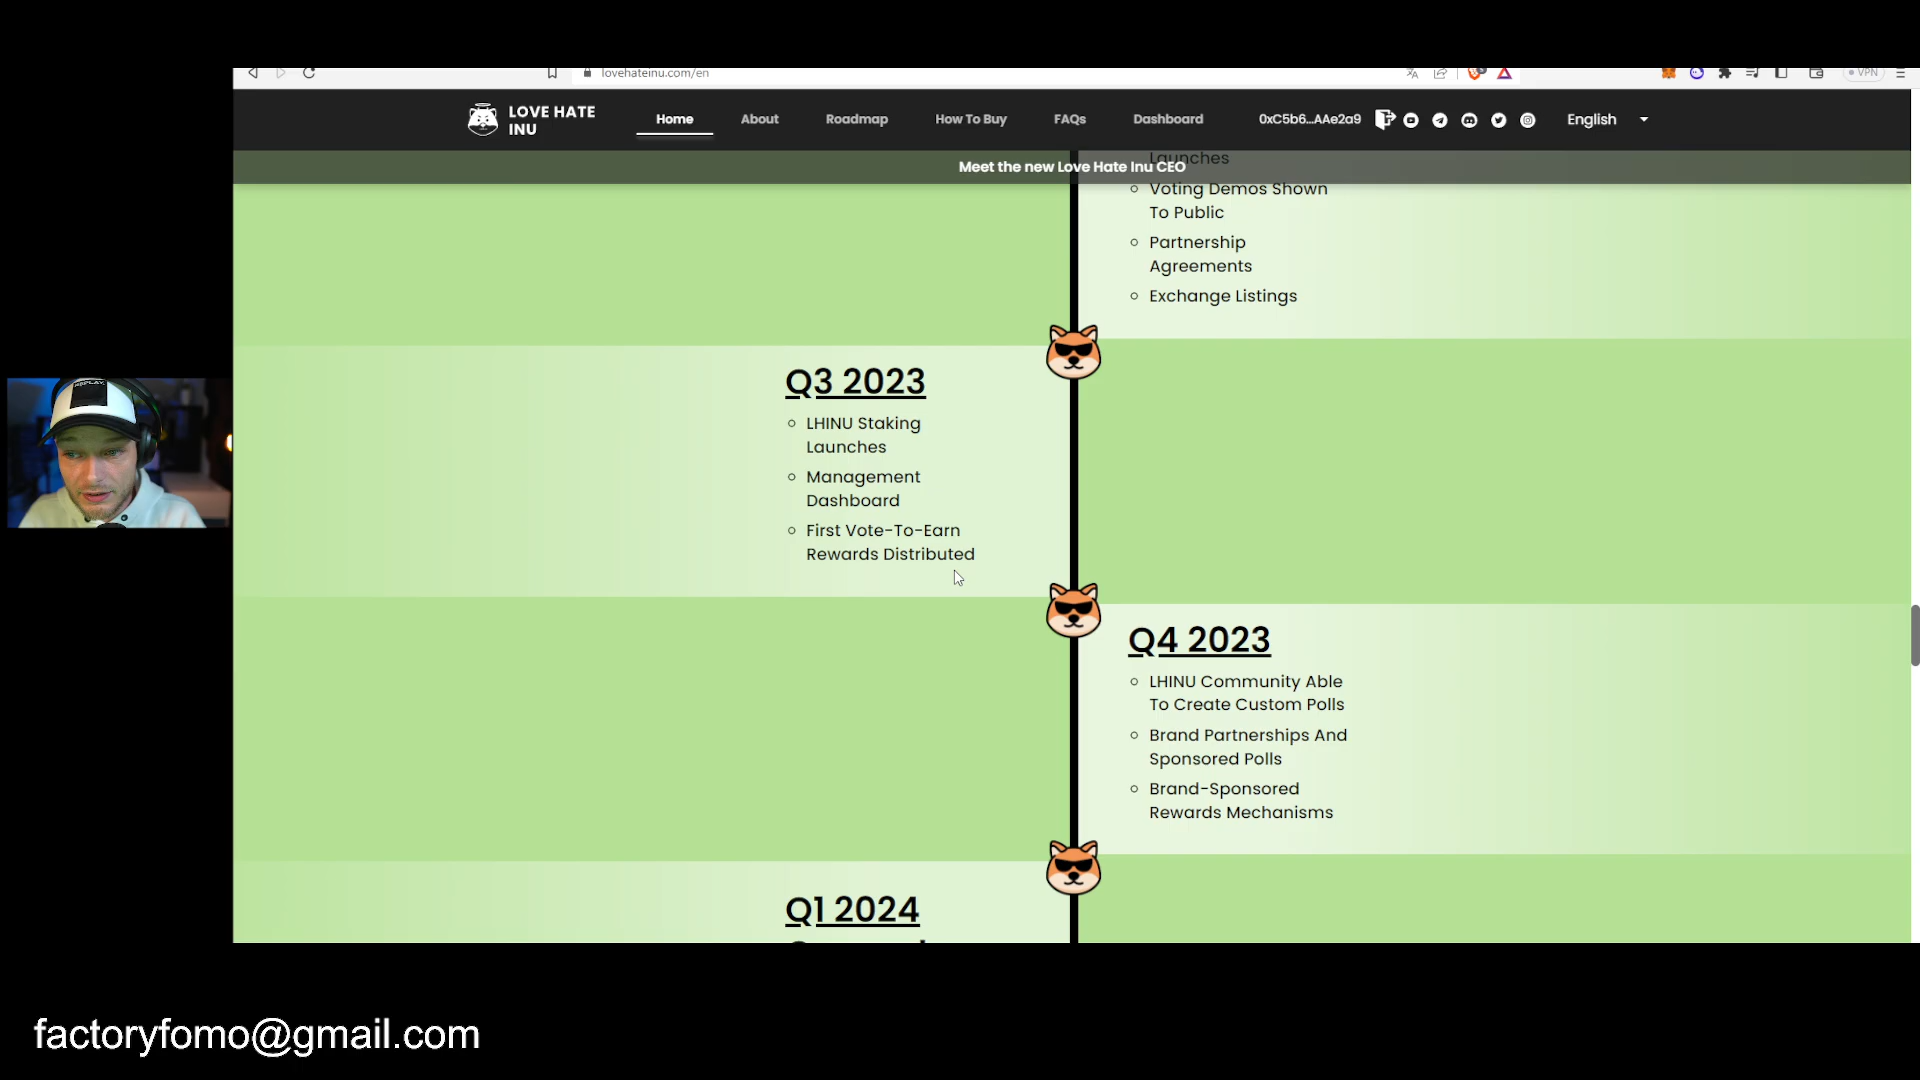 lovehateinu.com/en
VPN
LOVE HATE
INU
Home
About
Roadmap
How To Buy
FAQs
Dashboard
0xC5b6...AAe2a9
English
Launches
Meet the new Love Hate Inu CEO
Voting Demos Shown
To Public
Partnership
Agreements
Exchange Listings
Q3 2023
LHINU Staking
Launches
Management
Dashboard
First Vote-To-Earn
Rewards Distributed
Q4 2023
LHINU Community Able
To Create Custom Polls
Brand Partnerships And
Sponsored Polls
Brand-Sponsored
Rewards Mechanisms
Q1 2024
factoryfomo@gmail.com